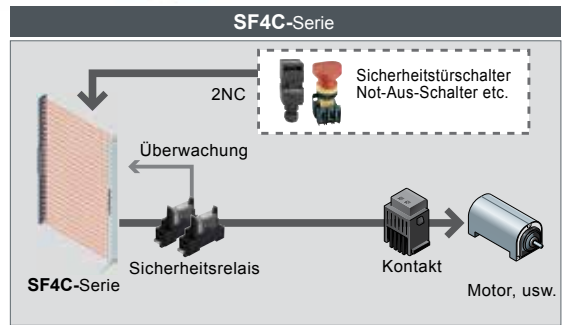 SF4C-Serie
Sicherheitstürschalter
Not-Aus-Schalter etc.
2NC
Überwachung
Sicherheitsrelais
Kontakt
SF4C-Serie
Motor, usw.